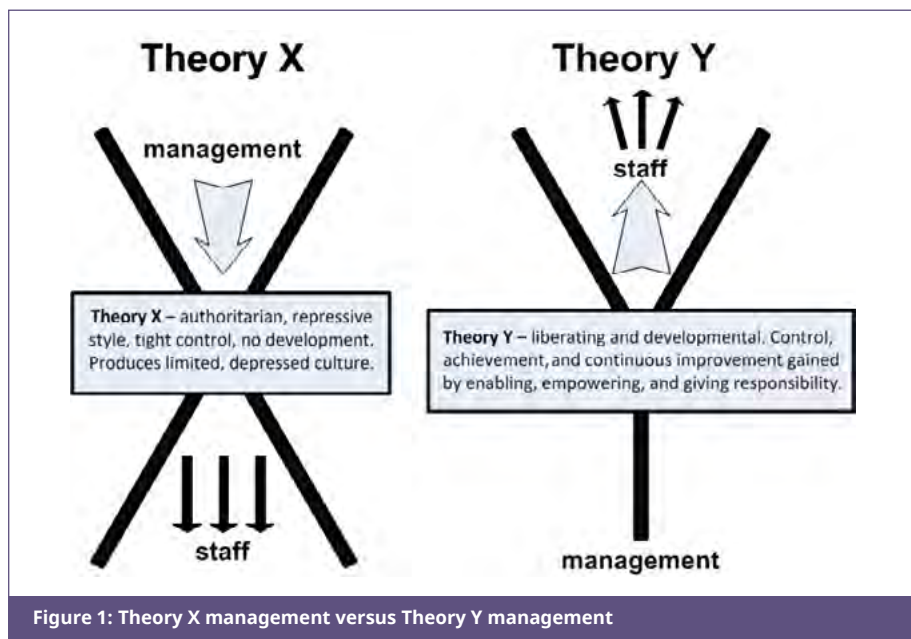 Theory X
management
Theory X – authoritarian, repressive
style, tight control, no development.
Produces limited, depressed culture.
staff
Theory Y
staff
Theory Y – liberating and developmental. Control,
achievement, and continuous improvement gained
by enabling, empowering, and giving responsibility.
management
Figure 1: Theory X management versus Theory Y management